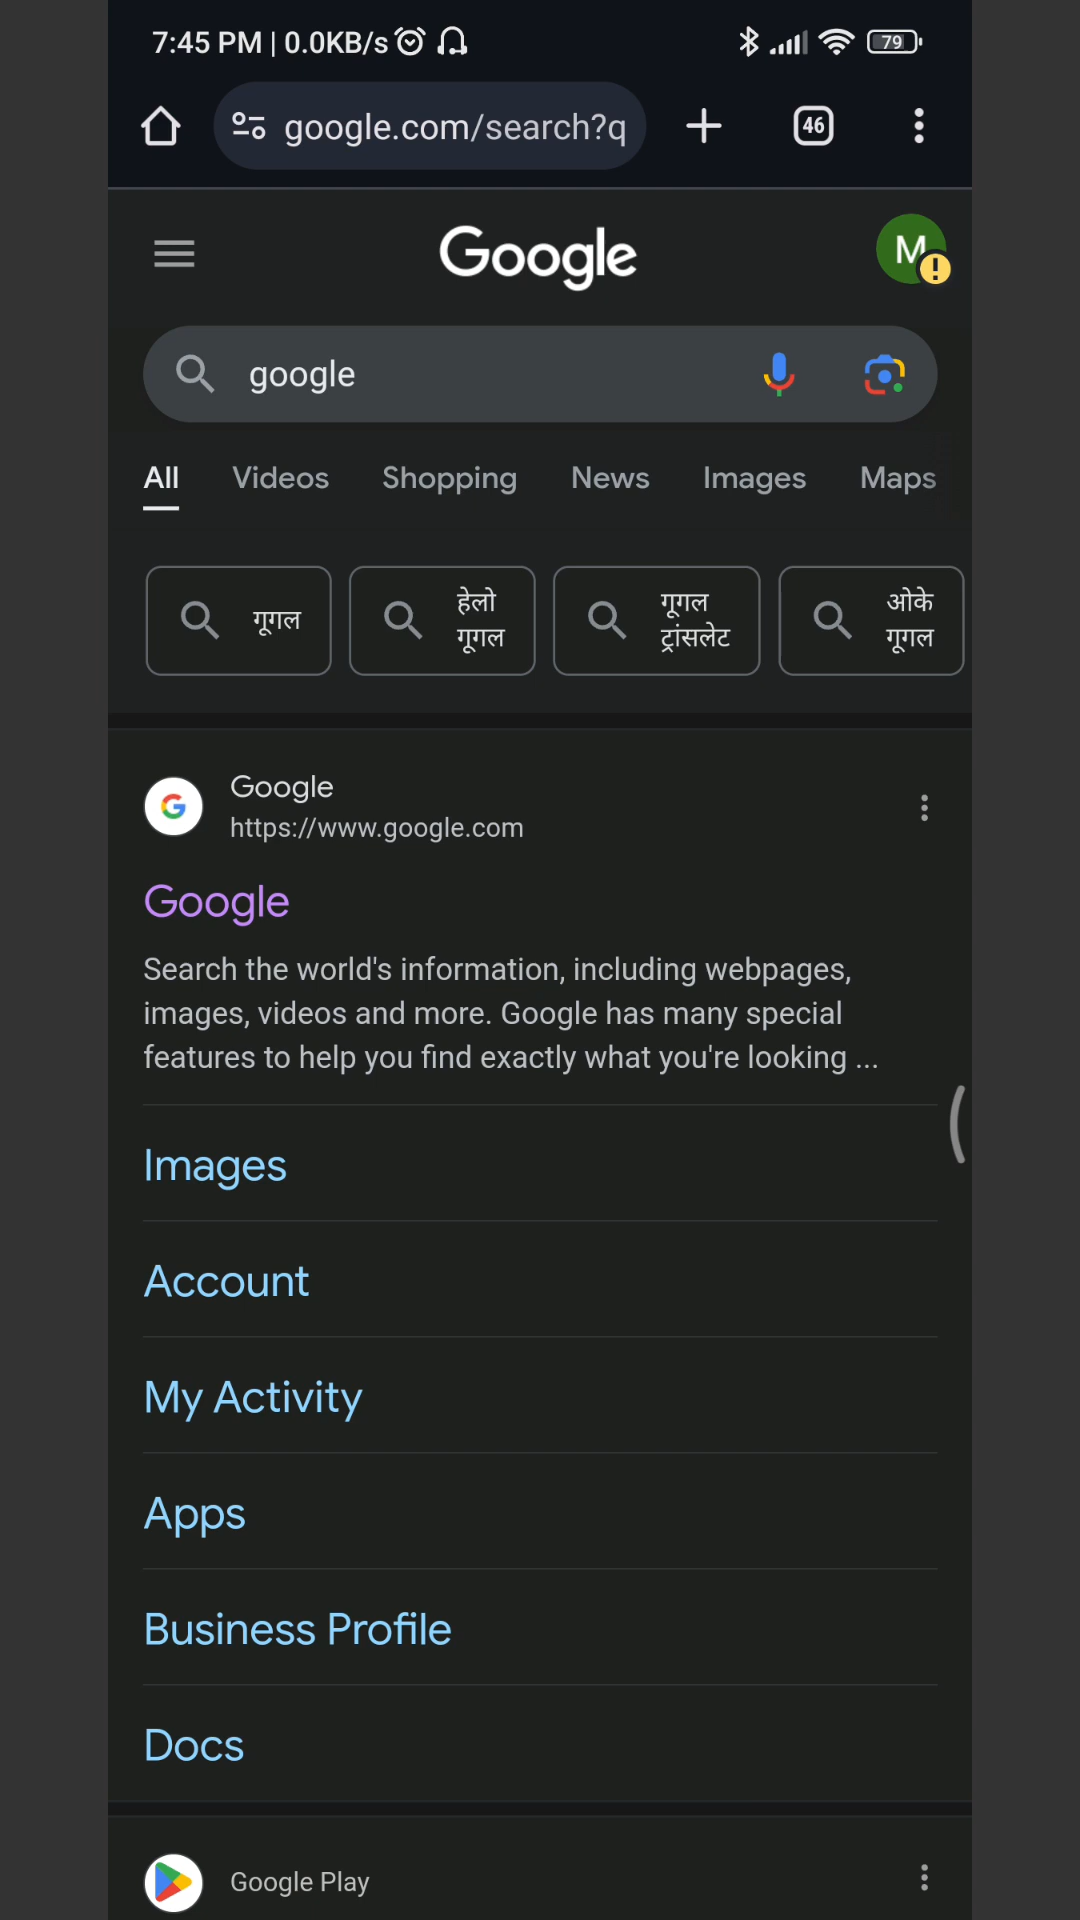 7:45 PM | 0.0KB/s 79
google.com/search?q 46
Google M
google
All Videos Shopping News Images Maps
गूगल
हेलो
गूगल
गूगल
ट्रांसलेट
ओके
गूगल
Google
https://www.google.com
Google
Search the world's information, including webpages,
images, videos and more. Google has many special
features to help you find exactly what you're looking ...
Images
Account
My Activity
Apps
Business Profile
Docs
Google Play